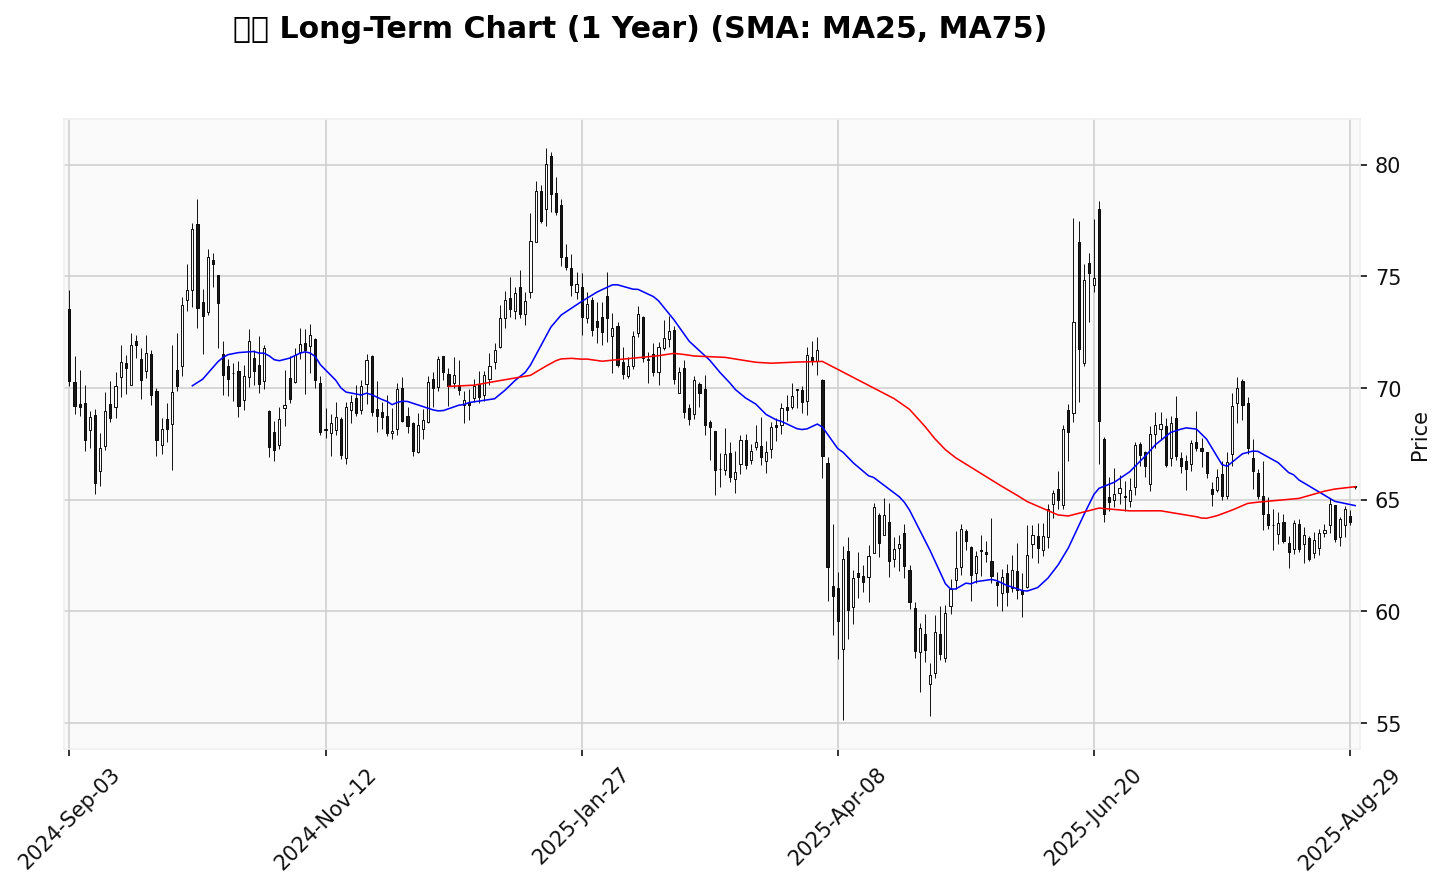 Long-Term Chart (1 Year) (SMA: MA25, MA75)
80
75
70
65
60
55
Price
2024-Sep-03
2024-Nov-12
2025-Jan-27
2025-Apr-08
2025-Jun-20
2025-Aug-29